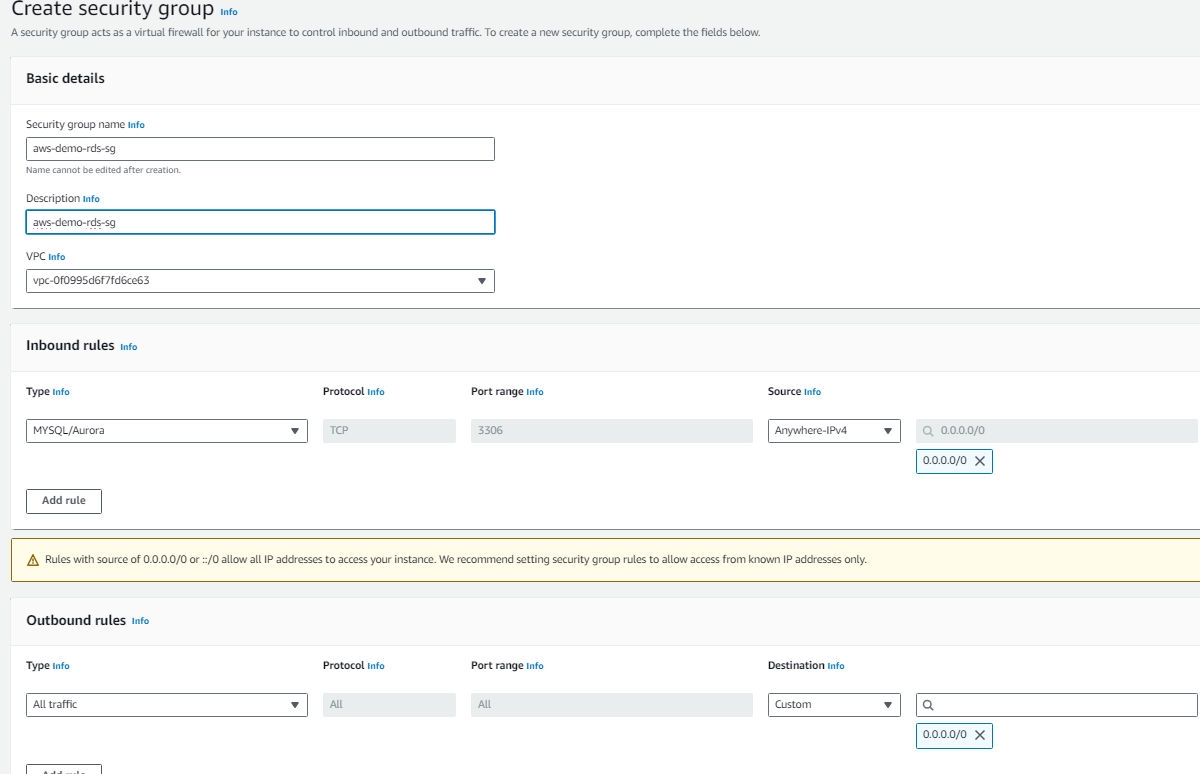 Create security group Info
A security group acts as a virtual firewall for your instance to control inbound and outbound traffic. To create a new security group, complete the fields below.
Basic details
Security group name Info
aws-demo-rds-sg
Name cannot be edited after creation.
Description Info
aws-demo-rds-sg
VPC Info
vpc-0f0995d6f7fd6ce63
Inbound rules Info
Type Info Protocol Info Port range Info Source Info
MYSQL/Aurora TCP 3306 Anywhere-IPv4 0.0.0.0/0
0.0.0.0/0
Add rule
Rules with source of 0.0.0.0/0 or ::/0 allow all IP addresses to access your instance. We recommend setting security group rules to allow access from known IP addresses only.
Outbound rules Info
Type Info Protocol Info Port range Info Destination Info
All traffic All All Custom
0.0.0.0/0
Add rule